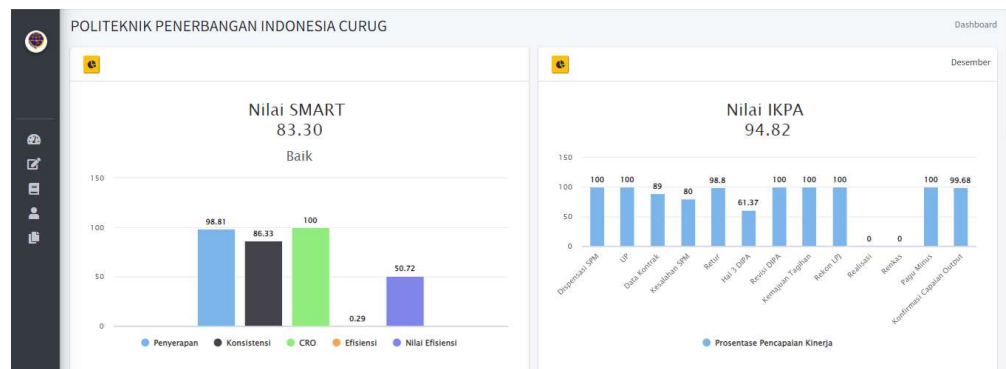 POLITEKNIK PENERBANGAN INDONESIA CURUG
Dashboard
Nilai SMART
83.30
Baik
150
100
50
0
98.81
86.33
100
0.29
50.72
Penyerapan Konsistensi CRO Efisiensi Nilai Efisiensi
Desember
Nilai IKPA
94.82
150
100
50
0
100 100 89 80 98.8 61.37 100 100 100 0 0 100 99.68
Dispensasi SPM
UP
Data Kontrak
Kesalahan SPM
Retur
Hal 3 DIPA
Revisi DIPA
Kemajuan Tagihan
Rekon LPJ
Realisasi
Renkas
Pagu Minus
Konfirmasi Capaian Output
Prosentase Pencapaian Kinerja